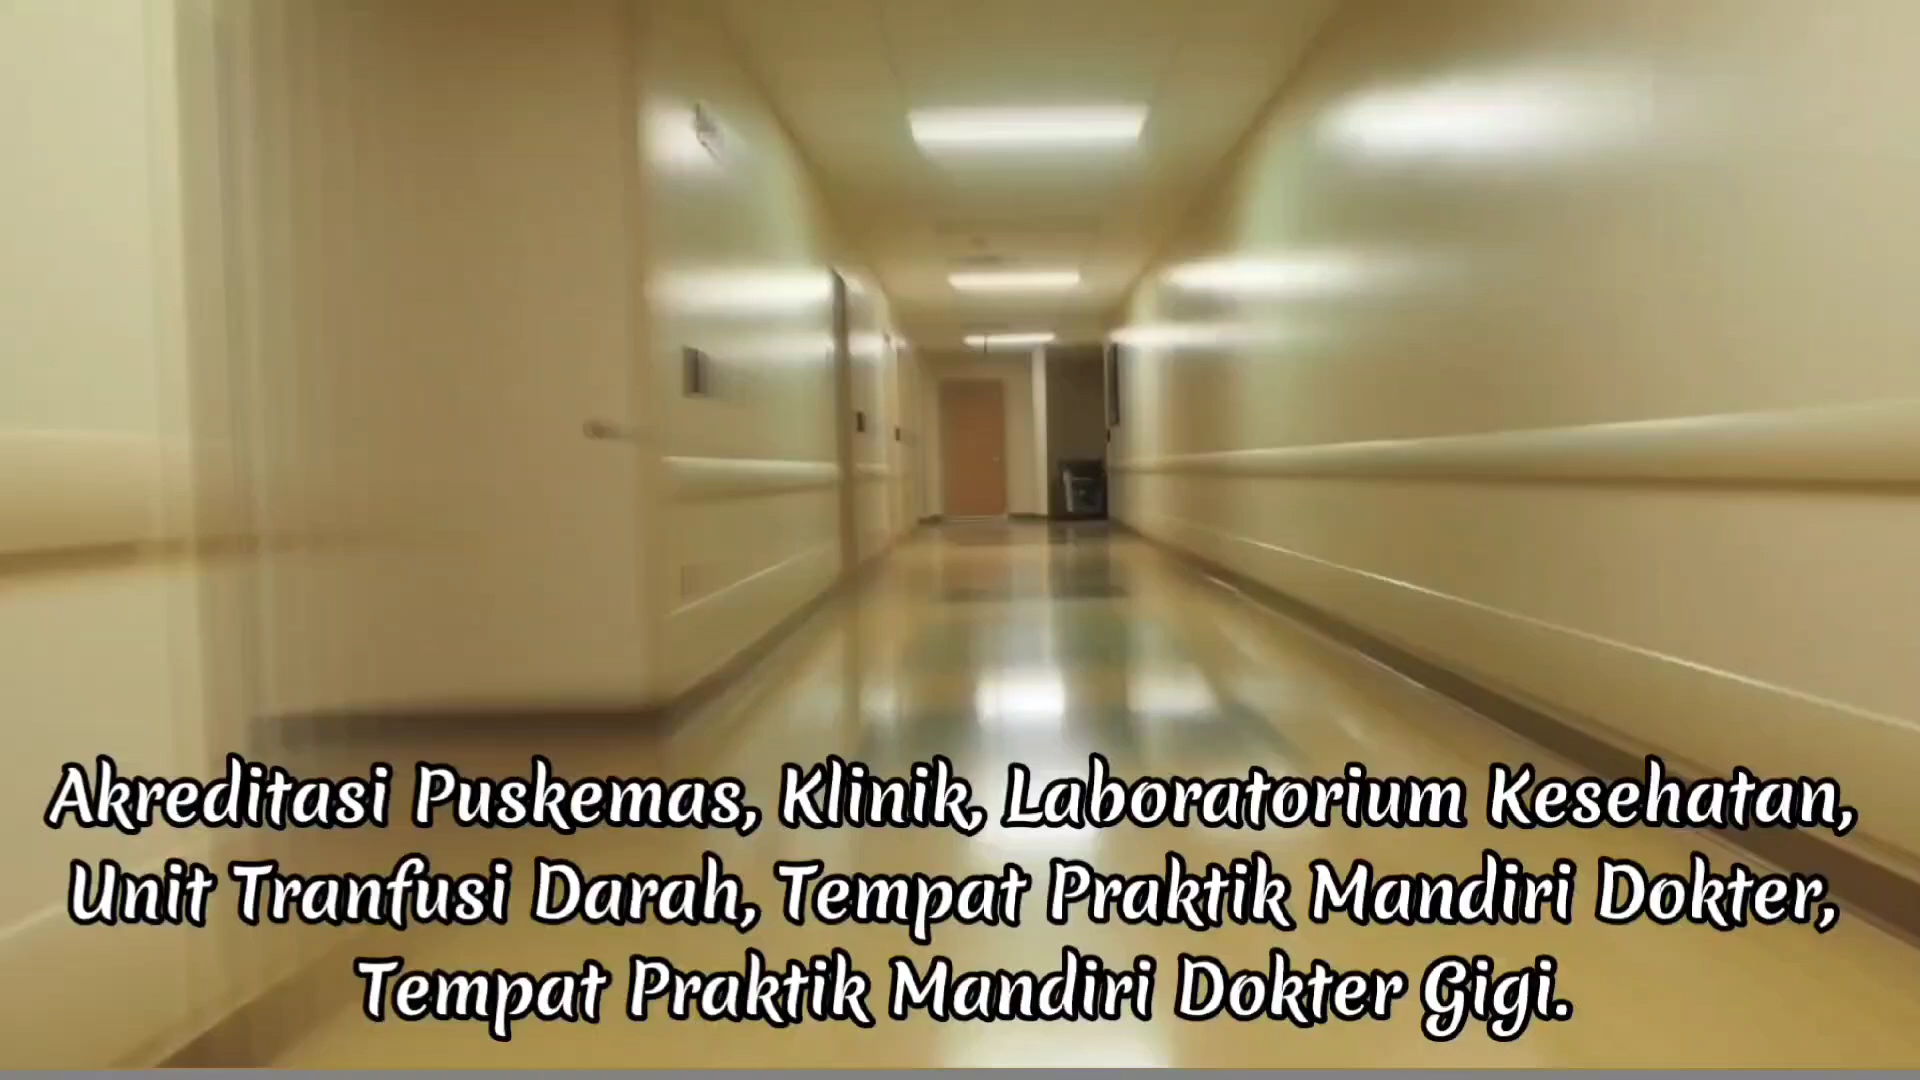 Akreditasi Puskemas, Klinik, Laboratorium Kesehatan,
Unit Tranfusi Darah, Tempat Praktik Mandiri Dokter,
Tempat Praktik Mandiri Dokter Gigi.